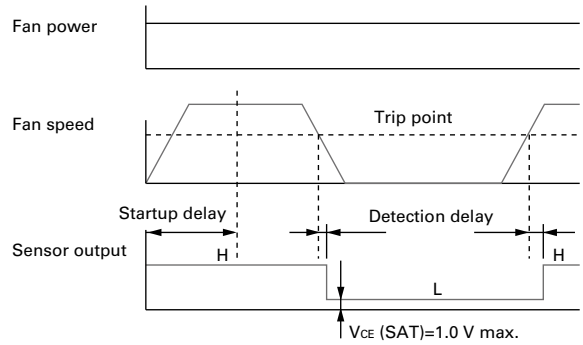 Fan power
Fan speed
Trip point
Startup delay
Detection delay
Sensor output
H
H
L
VCE (SAT)=1.0 V max.